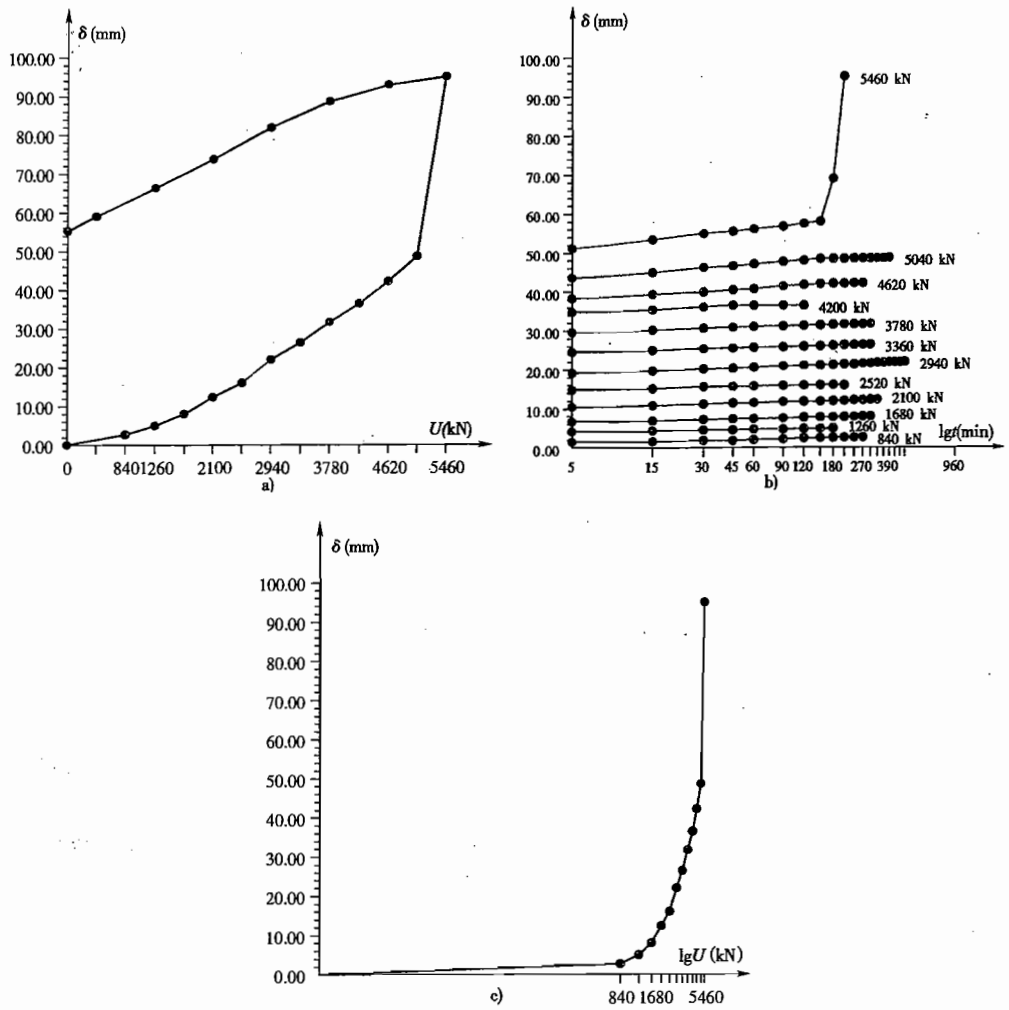 δ (mm)
100.00
90.00
80.00
70.00
60.00
50.00
40.00
30.00
20.00
10.00
0.00
U(kN)
0 840 1260 2100 2940 3780 4620 5460
a)
δ (mm)
100.00
90.00
80.00
70.00
60.00
50.00
40.00
30.00
20.00
10.00
0.00
5460 kN
5040 kN
4620 kN
4200 kN
3780 kN
3360 kN
2940 kN
2520 kN
2100 kN
1680 kN
1260 kN
840 kN
lgt(min)
5 15 30 45 60 90 120 180 270 390 960
b)
δ (mm)
100.00
90.00
80.00
70.00
60.00
50.00
40.00
30.00
20.00
10.00
0.00
lgU (kN)
840 1680 5460
c)